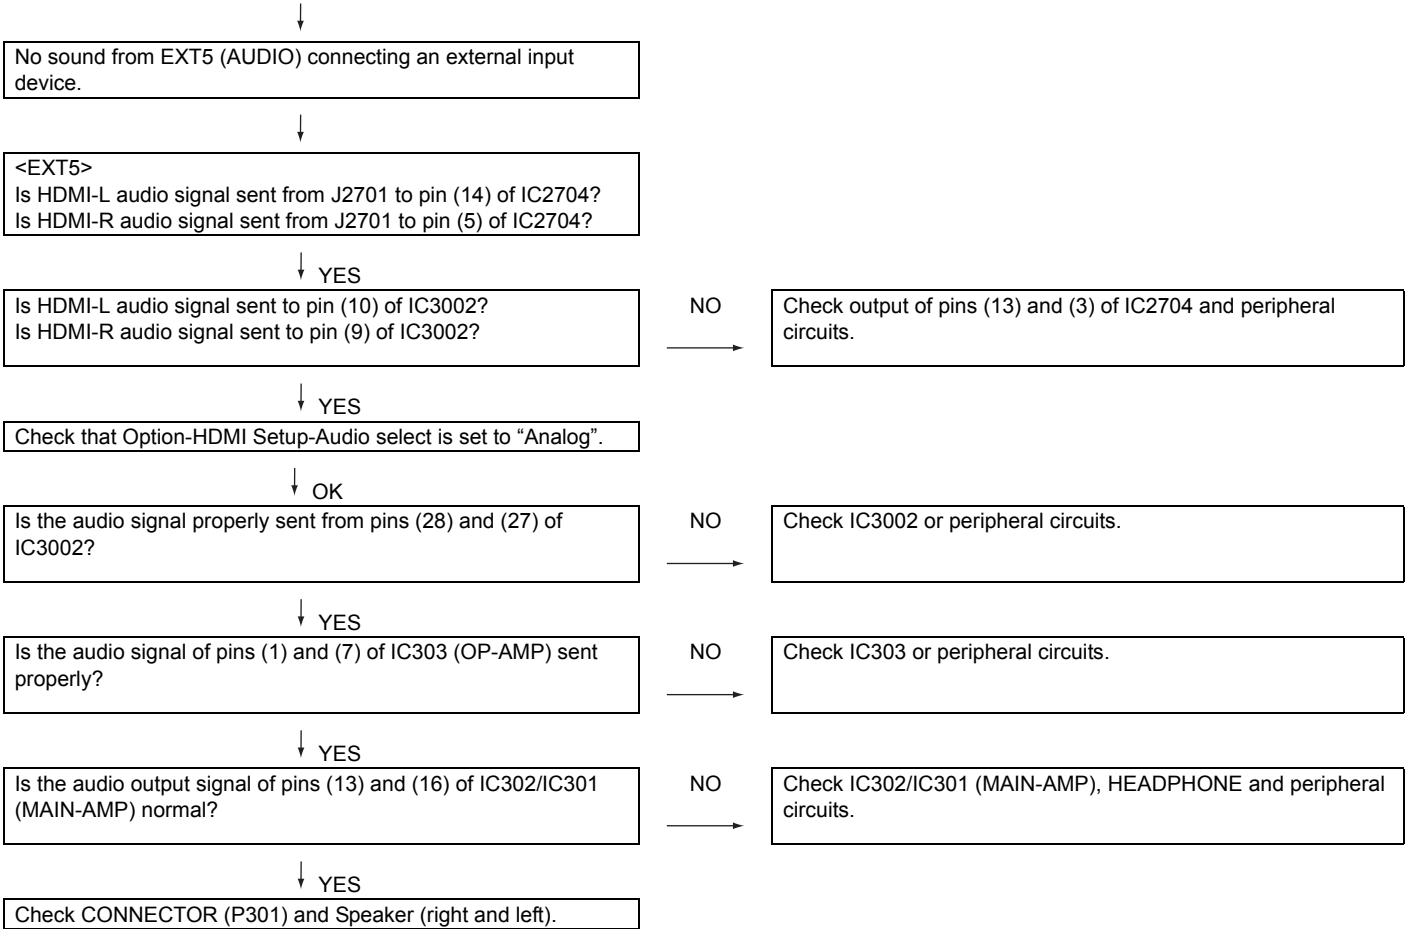 No sound from EXT5 (AUDIO) connecting an external input
device.
<EXT5>
Is HDMI-L audio signal sent from J2701 to pin (14) of IC2704?
Is HDMI-R audio signal sent from J2701 to pin (5) of IC2704?
YES
Is HDMI-L audio signal sent to pin (10) of IC3002?
Is HDMI-R audio signal sent to pin (9) of IC3002?
NO
Check output of pins (13) and (3) of IC2704 and peripheral
circuits.
YES
Check that Option-HDMI Setup-Audio select is set to “Analog”.
OK
Is the audio signal properly sent from pins (28) and (27) of
IC3002?
NO
Check IC3002 or peripheral circuits.
YES
Is the audio signal of pins (1) and (7) of IC303 (OP-AMP) sent
properly?
NO
Check IC303 or peripheral circuits.
YES
Is the audio output signal of pins (13) and (16) of IC302/IC301
(MAIN-AMP) normal?
NO
Check IC302/IC301 (MAIN-AMP), HEADPHONE and peripheral
circuits.
YES
Check CONNECTOR (P301) and Speaker (right and left).